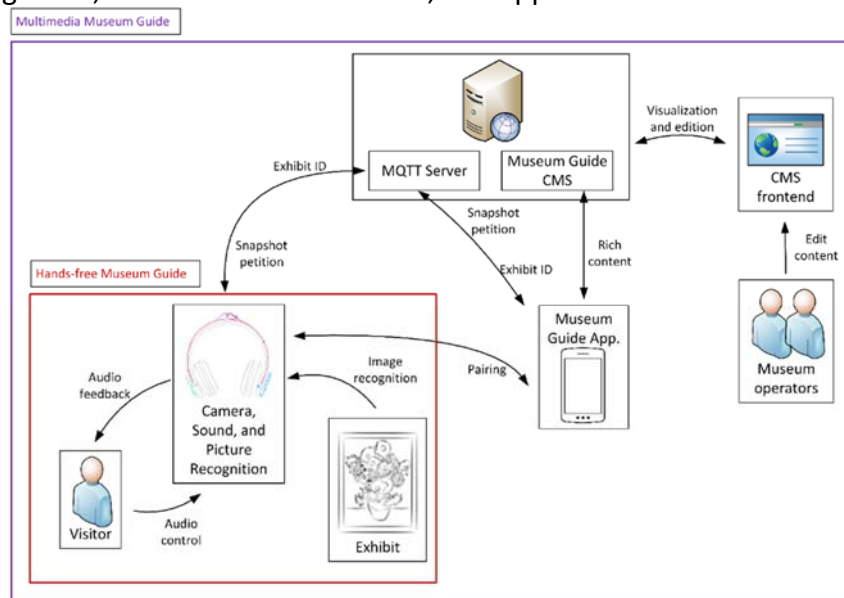 Multimedia Museum Guide
MQTT Server
Museum Guide
CMS
Visualization
and edition
CMS
frontend
Exhibit ID
Snapshot
petition
Snapshot
petition
Exhibit ID
Rich
content
Edit
content
Hands-free Museum Guide
Museum
Guide App.
Museum
operators
Pairing
Audio
feedback
Image
recognition
Camera,
Sound, and
Picture
Recognition
Visitor
Audio
control
Exhibit